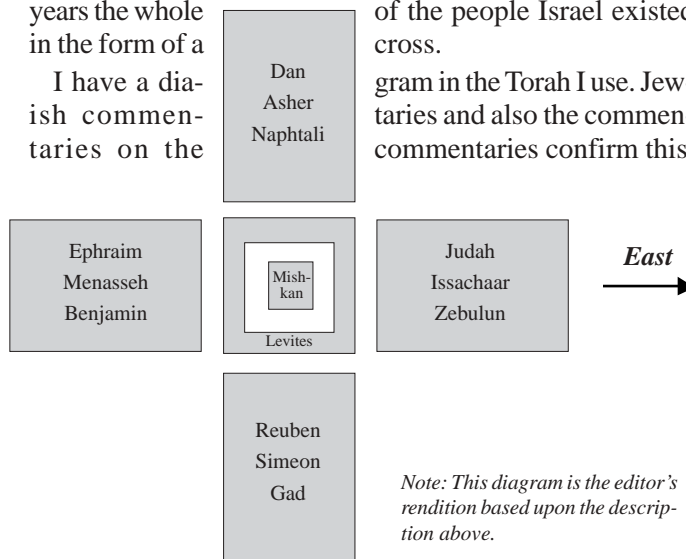 years the whole of the people Israel existed
in the form of a cross.
I have a dia- gram in the Torah I use. Jew
ish commen- taries and also the commen
taries on the commentaries confirm this
Dan
Asher
Naphtali
Ephraim
Menasseh
Benjamin
Mish-
kan
Levites
Judah
Issachaar
Zebulun
East
Reuben
Simeon
Gad
Note: This diagram is the editor's
rendition based upon the descrip-
tion above.